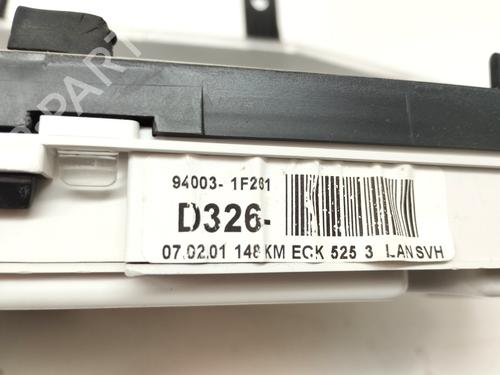 94003- 1F261
D326-
07.02.01 148 KM ECK 525 3 LAN SVH